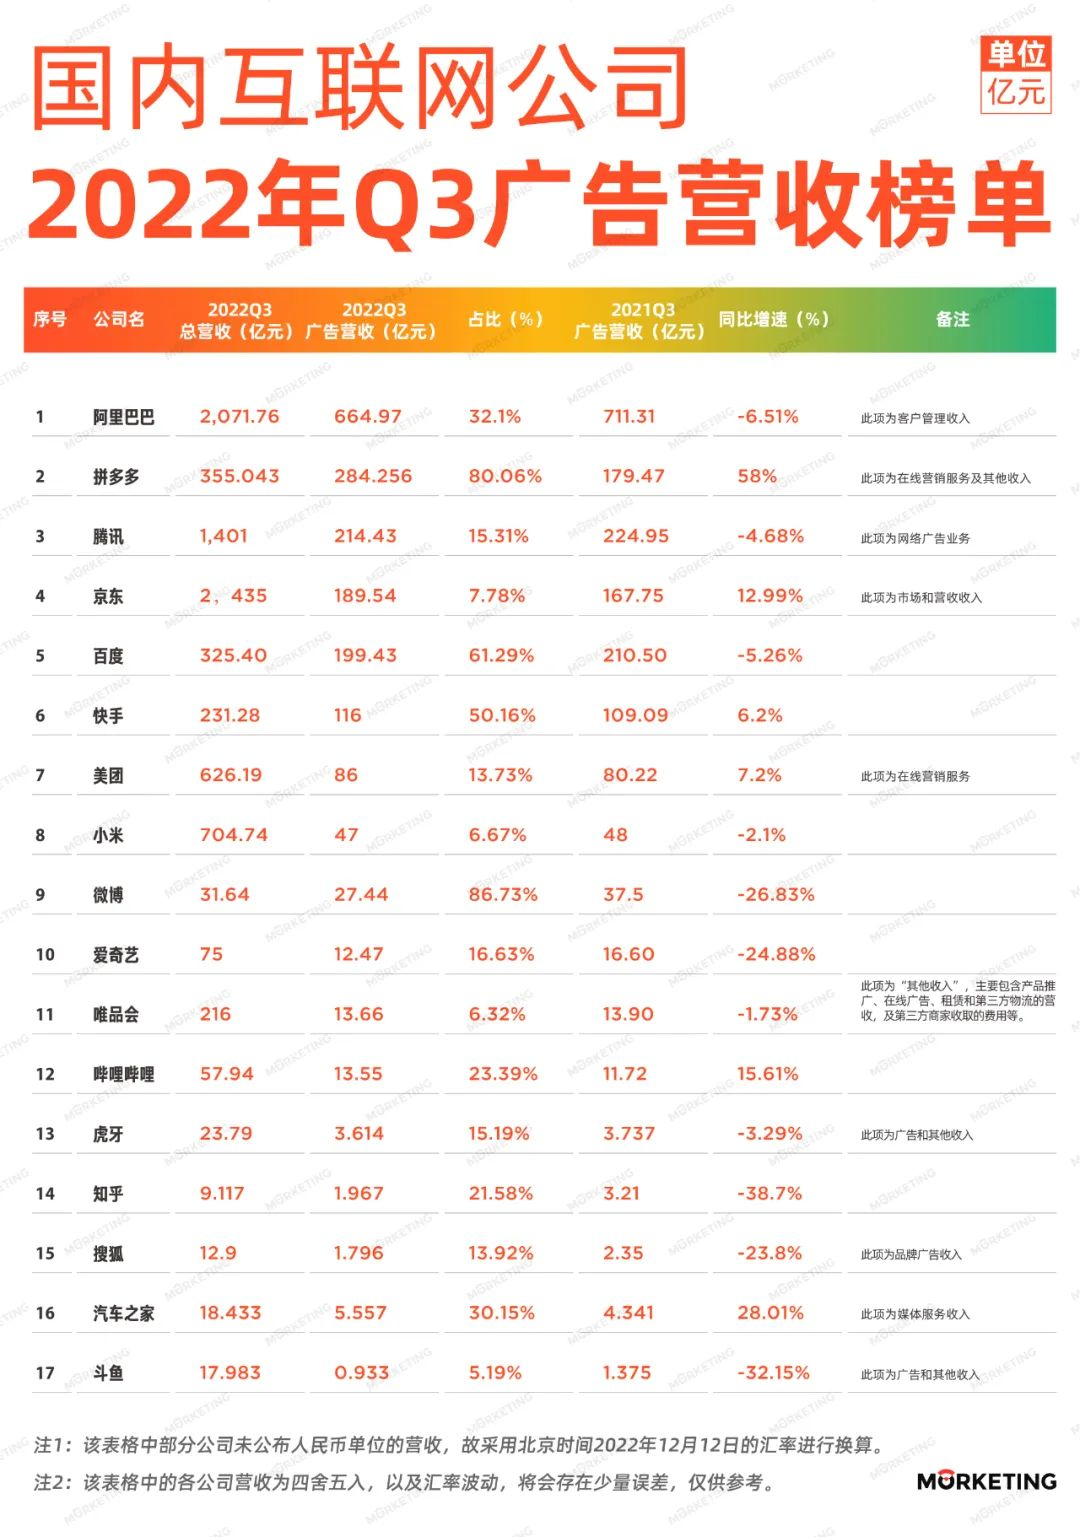 国内互联网公司
单位
亿元
2022年Q3广告营收榜单
序号 公司名 2022Q3 总营收（亿元） 2022Q3 广告营收（亿元） 占比（%） 2021Q3 广告营收（亿元） 同比增速（%） 备注
1 阿里巴巴 2,071.76 664.97 32.1% 711.31 -6.51% 此项为客户管理收入
2 拼多多 355.043 284.256 80.06% 179.47 58% 此项为在线营销服务及其他收入
3 腾讯 1,401 214.43 15.31% 224.95 -4.68% 此项为网络广告业务
4 京东 2，435 189.54 7.78% 167.75 12.99% 此项为市场和营收收入
5 百度 325.40 199.43 61.29% 210.50 -5.26%
6 快手 231.28 116 50.16% 109.09 6.2%
7 美团 626.19 86 13.73% 80.22 7.2% 此项为在线营销服务
8 小米 704.74 47 6.67% 48 -2.1%
9 微博 31.64 27.44 86.73% 37.5 -26.83%
10 爱奇艺 75 12.47 16.63% 16.60 -24.88%
11 唯品会 216 13.66 6.32% 13.90 -1.73% 此项为“其他收入”，主要包含产品推
广、在线广告、租赁和第三方物流的营
收，及第三方商家收取的费用等。
12 哔哩哔哩 57.94 13.55 23.39% 11.72 15.61%
13 虎牙 23.79 3.614 15.19% 3.737 -3.29% 此项为广告和其他收入
14 知乎 9.117 1.967 21.58% 3.21 -38.7%
15 搜狐 12.9 1.796 13.92% 2.35 -23.8% 此项为品牌广告收入
16 汽车之家 18.433 5.557 30.15% 4.341 28.01% 此项为媒体服务收入
17 斗鱼 17.983 0.933 5.19% 1.375 -32.15% 此项为广告和其他收入
注1：该表格中部分公司未公布人民币单位的营收，故采用北京时间2022年12月12日的汇率进行换算。
注2：该表格中的各公司营收为四舍五入，以及汇率波动，将会存在少量误差，仅供参考。
MORKETING